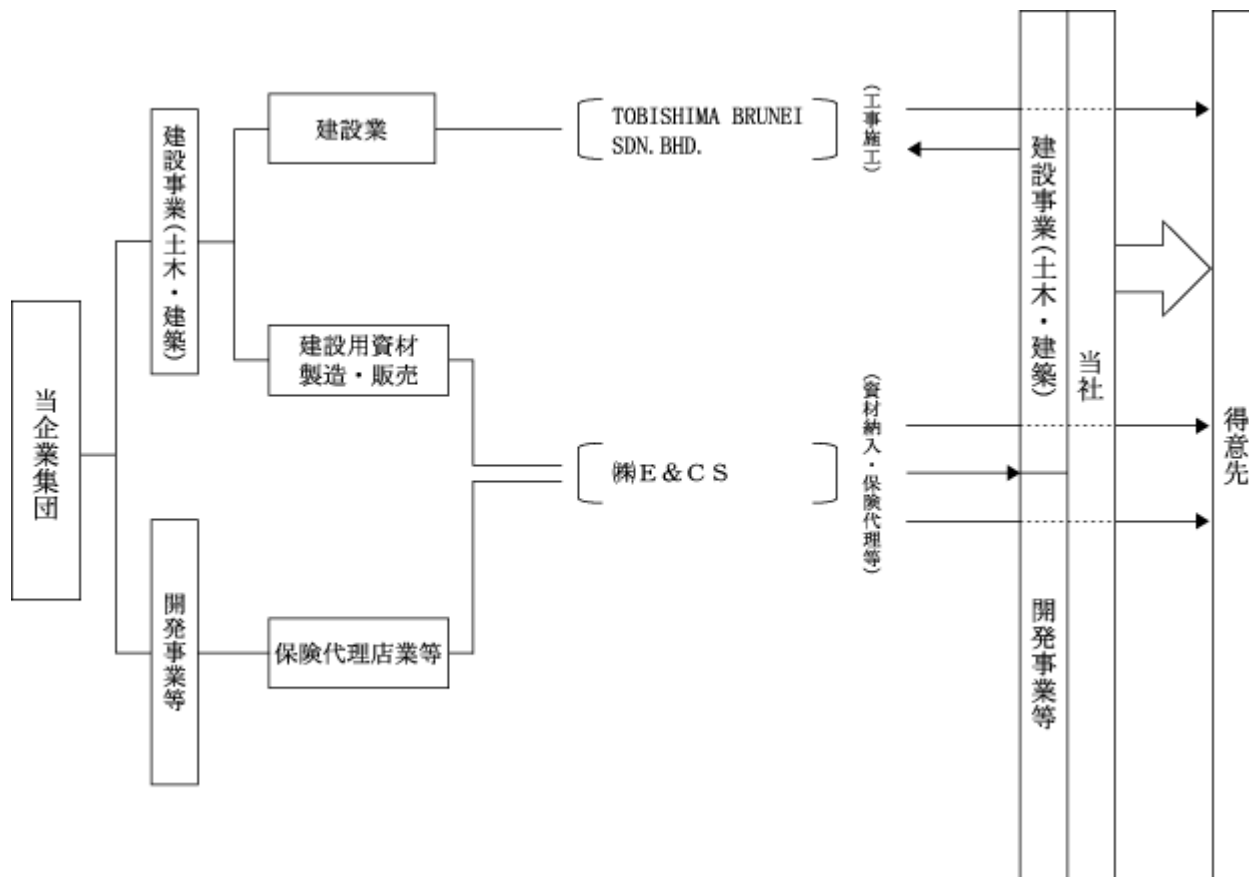 当企業集団
建設事業(土木・建築)
開発事業等
建設業
建設用資材
製造・販売
保険代理店業等
TOBISHIMA BRUNEI
SDN. BHD.
㈱E&CS
(工事施工)
(資材納入・保険代理等)
建設事業(土木・建築)
開発事業等
当社
得意先